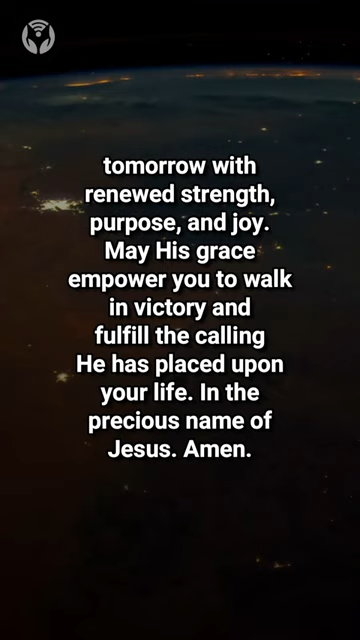 tomorrow with
renewed strength,
purpose, and joy.
May His grace
empower you to walk
in victory and
fulfill the calling
He has placed upon
your life. In the
precious name of
Jesus. Amen.